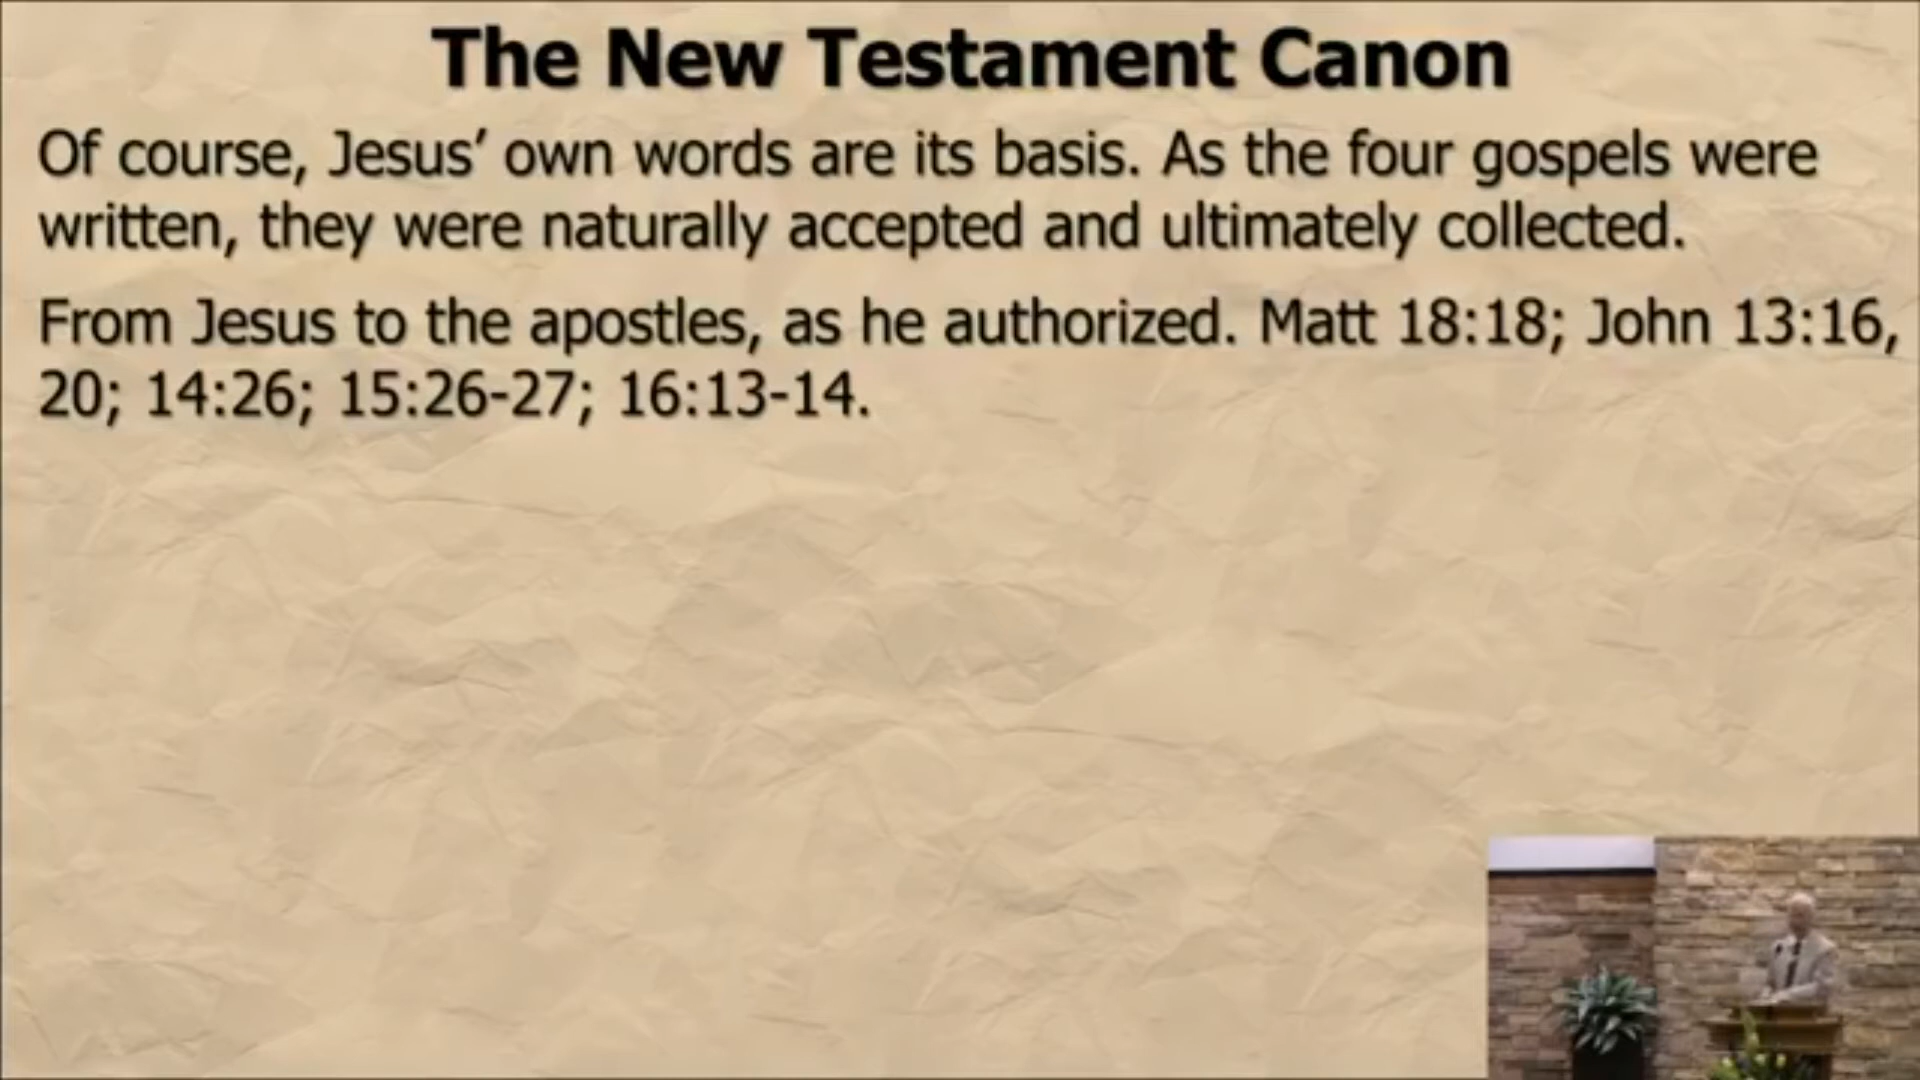 The New Testament Canon
Of course, Jesus’ own words are its basis. As the four gospels were
written, they were naturally accepted and ultimately collected.
From Jesus to the apostles, as he authorized. Matt 18:18; John 13:16,
20; 14:26; 15:26-27; 16:13-14.